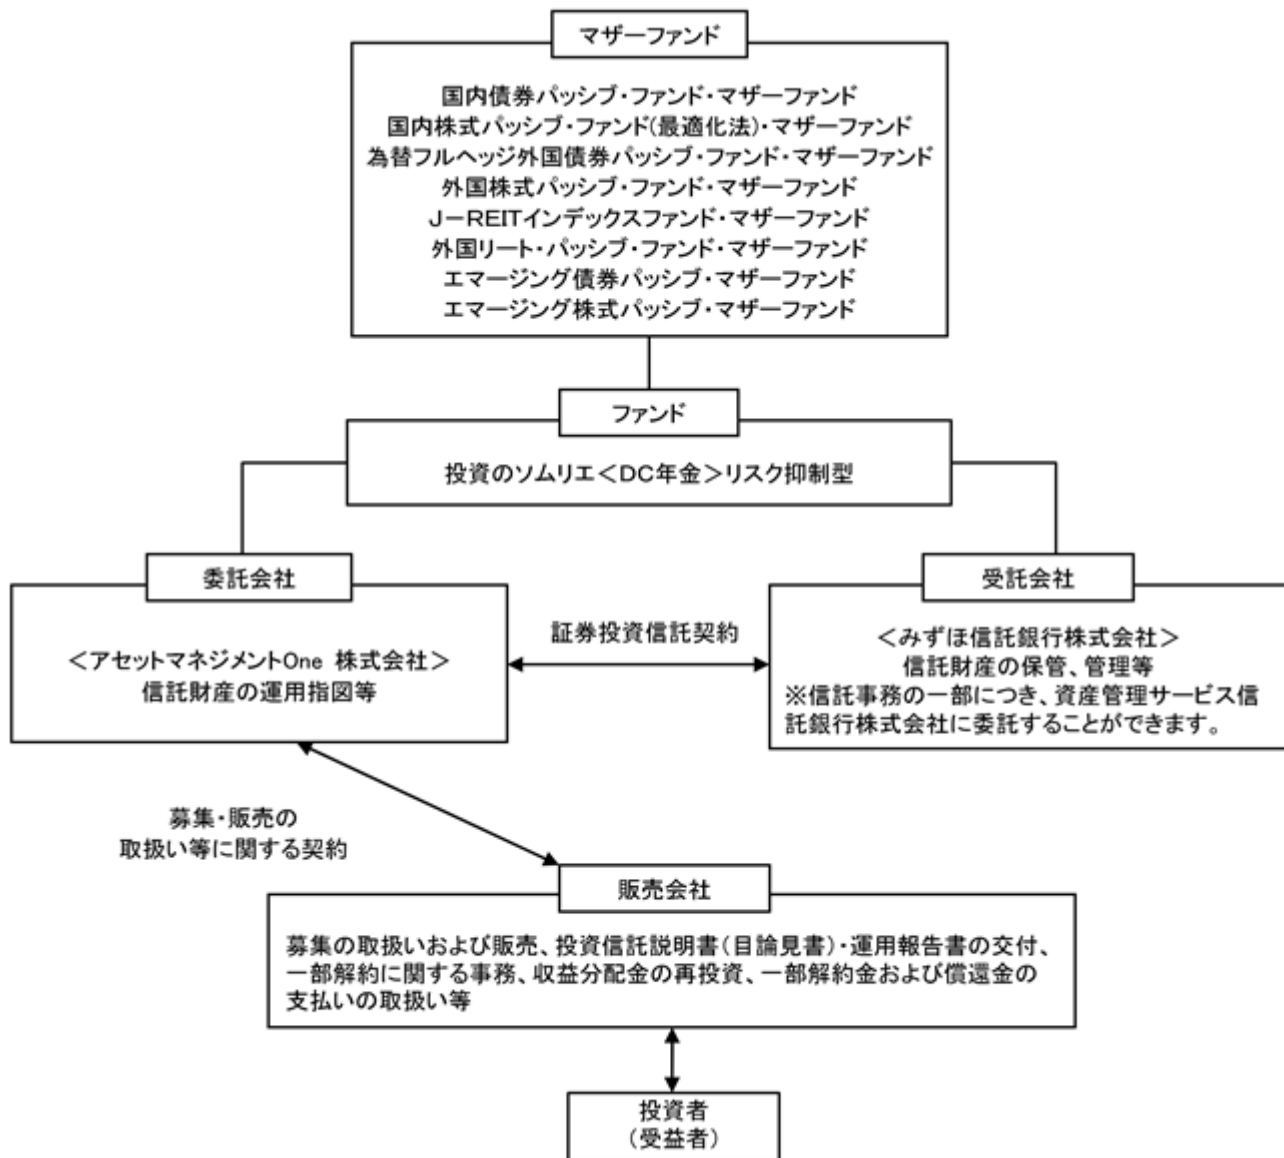 マザーファンド
国内債券パッシブ・ファンド・マザーファンド
国内株式パッシブ・ファンド(最適化法)・マザーファンド
為替フルヘッジ外国債券パッシブ・ファンド・マザーファンド
外国株式パッシブ・ファンド・マザーファンド
J－REITインデックスファンド・マザーファンド
外国リート・パッシブ・ファンド・マザーファンド
エマージング債券パッシブ・マザーファンド
エマージング株式パッシブ・マザーファンド
ファンド
投資のソムリエ＜DC年金＞リスク抑制型
委託会社
＜アセットマネジメントOne 株式会社＞
信託財産の運用指図等
証券投資信託契約
受託会社
＜みずほ信託銀行株式会社＞
信託財産の保管、管理等
※信託事務の一部につき、資産管理サービス信
託銀行株式会社に委託することができます。
募集・販売の
取扱い等に関する契約
販売会社
募集の取扱いおよび販売、投資信託説明書(目論見書)・運用報告書の交付、
一部解約に関する事務、収益分配金の再投資、一部解約金および償還金の
支払いの取扱い等
投資者
(受益者)